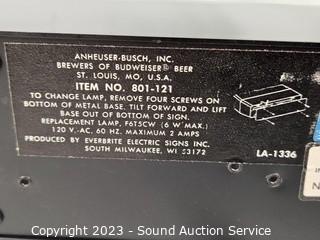 ANHEUSER-BUSCH, INC.
BREWERS OF BUDWEISER® BEER
ST. LOUIS, MO, U.S.A.
ITEM NO. 801-121
TO CHANGE LAMP, REMOVE FOUR SCREWS ON
BOTTOM OF METAL BASE. TILT FORWARD AND LIFT
BASE OUT OF BOTTOM OF SIGN.
REPLACEMENT LAMP, F6T5CW (6 W MAX.)
120 V.-AC, 60 HZ. MAXIMUM 2 AMPS
PRODUCED BY EVERBRITE ELECTRIC SIGNS INC.
SOUTH MILWAUKEE, WI 53172
LA-1336
IN
N
Copyright 2023 - Sound Auction Service